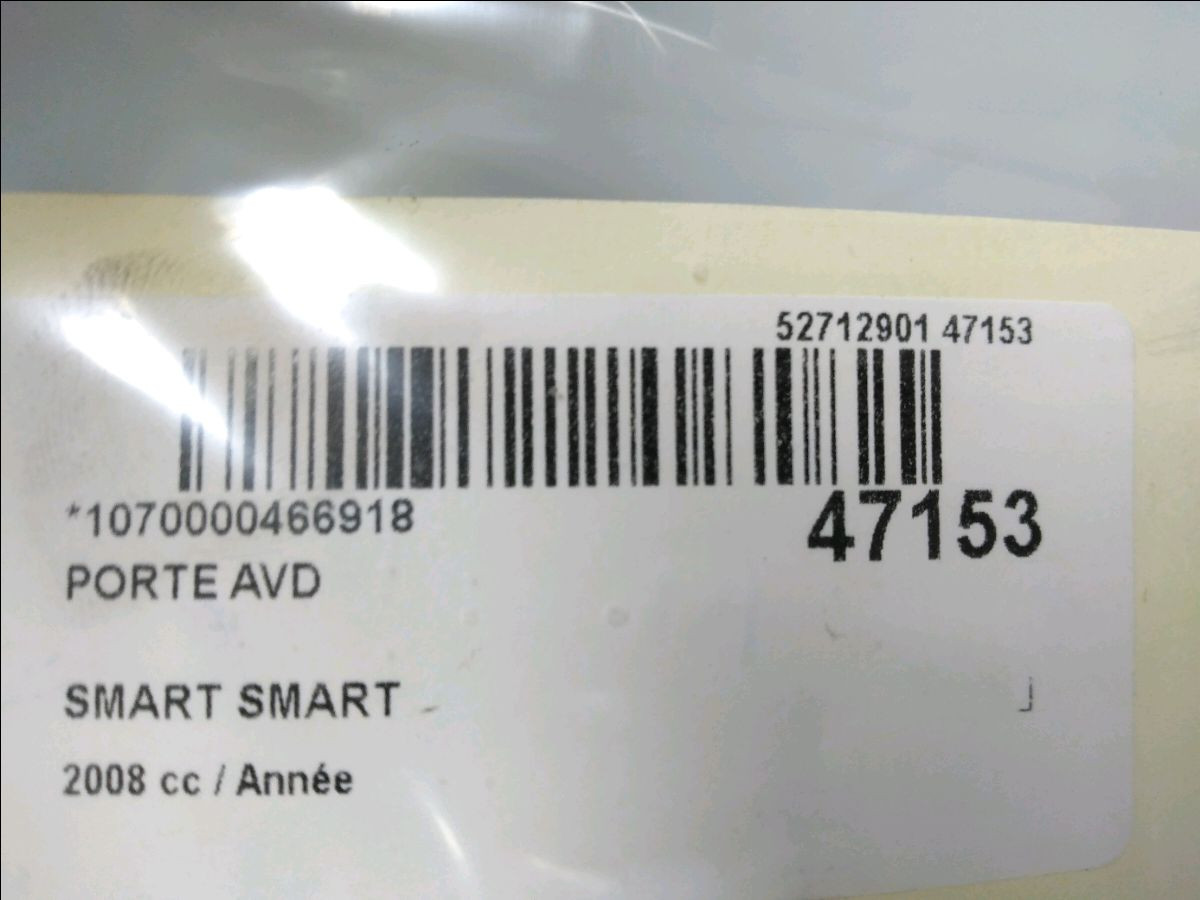 52712901 47153
*1070000466918
47153
PORTE AVD
SMART SMART
2008 cc / Année